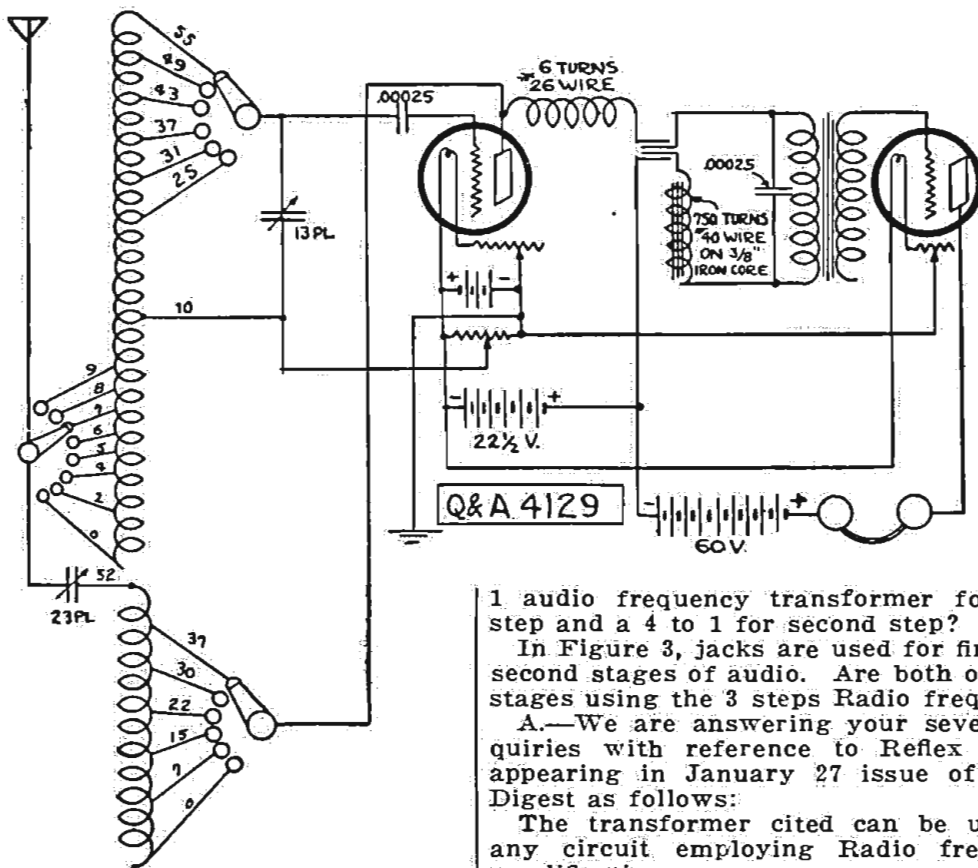 55
49
43
37
31
25
.00025
6 TURNS
#26 WIRE
.00025
750 TURNS
#40 WIRE
ON 3/8"
IRON CORE
13 PL.
+ -
10
9
8
7
6
5
4
2
0
- +
22½ V.
Q&A 4129
- +
60 V.
52
23 PL.
37
30
22
15
7
0
1 audio frequency transformer fo
step and a 4 to 1 for second step?
In Figure 3, jacks are used for fir
second stages of audio. Are both o
stages using the 3 steps Radio freq
A.—We are answering your seve
quiries with reference to Reflex
appearing in January 27 issue of
Digest as follows:
The transformer cited can be u
any circuit employing Radio fre